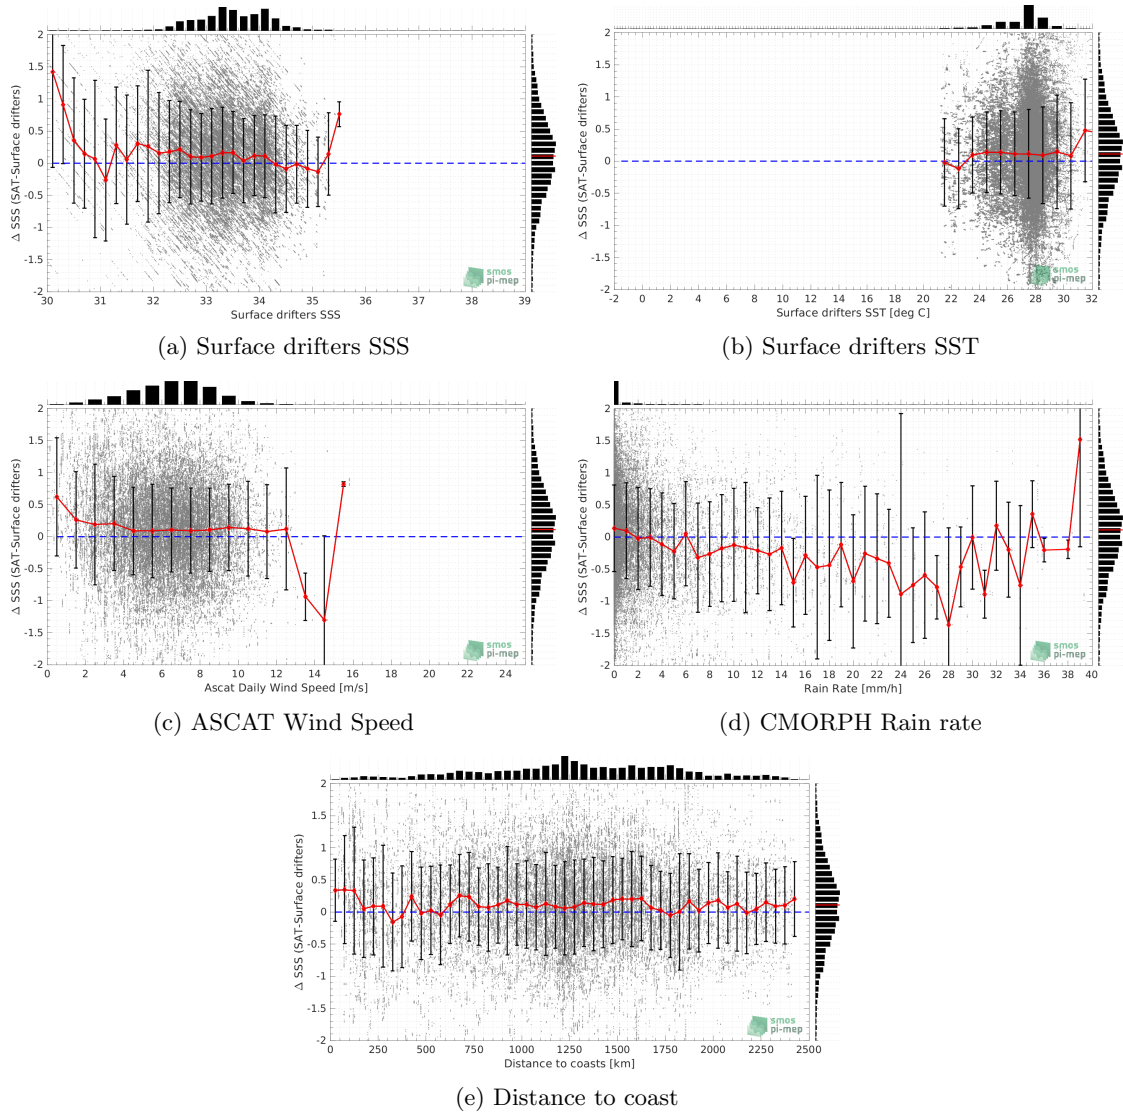 2
1.5
1
0.5
0
-0.5
-1
-1.5
-2
Δ SSS (SAT-Surface drifters)
30 31 32 33 34 35 36 37 38 39
Surface drifters SSS
smos
pi-mep
(a) Surface drifters SSS
2
1.5
1
0.5
0
-0.5
-1
-1.5
-2
Δ SSS (SAT-Surface drifters)
-2 0 2 4 6 8 10 12 14 16 18 20 22 24 26 28 30 32
Surface drifters SST [deg C]
smos
pi-mep
(b) Surface drifters SST
2
1.5
1
0.5
0
-0.5
-1
-1.5
-2
Δ SSS (SAT-Surface drifters)
0 2 4 6 8 10 12 14 16 18 20 22 24
Ascat Daily Wind Speed [m/s]
smos
pi-mep
(c) ASCAT Wind Speed
2
1.5
1
0.5
0
-0.5
-1
-1.5
-2
Δ SSS (SAT-Surface drifters)
0 2 4 6 8 10 12 14 16 18 20 22 24 26 28 30 32 34 36 38 40
Rain Rate [mm/h]
smos
pi-mep
(d) CMORPH Rain rate
2
1.5
1
0.5
0
-0.5
-1
-1.5
-2
Δ SSS (SAT-Surface drifters)
0 250 500 750 1000 1250 1500 1750 2000 2250 2500
Distance to coasts [km]
smos
pi-mep
(e) Distance to coast